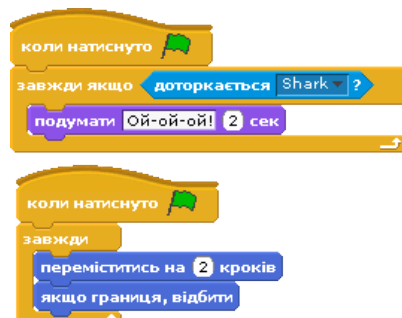 коли натиснуто
завжди якщо доторкається Shark ?
подумати Ой-ой-ой! 2 сек
коли натиснуто
завжди
переміститись на 2 кроків
якщо границя, відбити